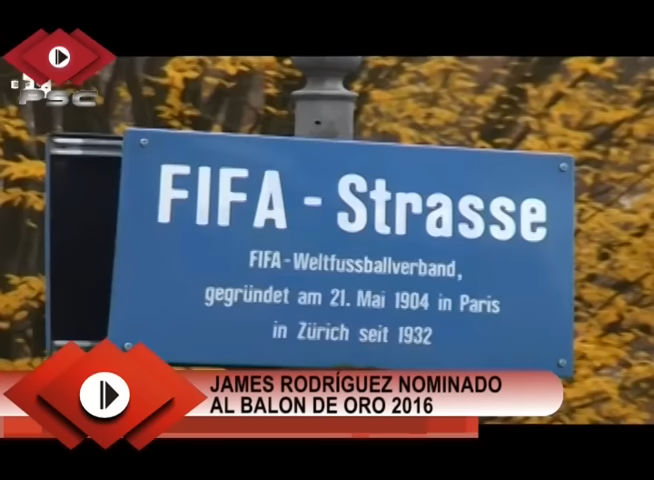 PSC
FIFA - Strasse
FIFA - Weltfussballverband,
gegründet am 21. Mai 1904 in Paris
in Zürich seit 1932
JAMES RODRÍGUEZ NOMINADO
AL BALON DE ORO 2016